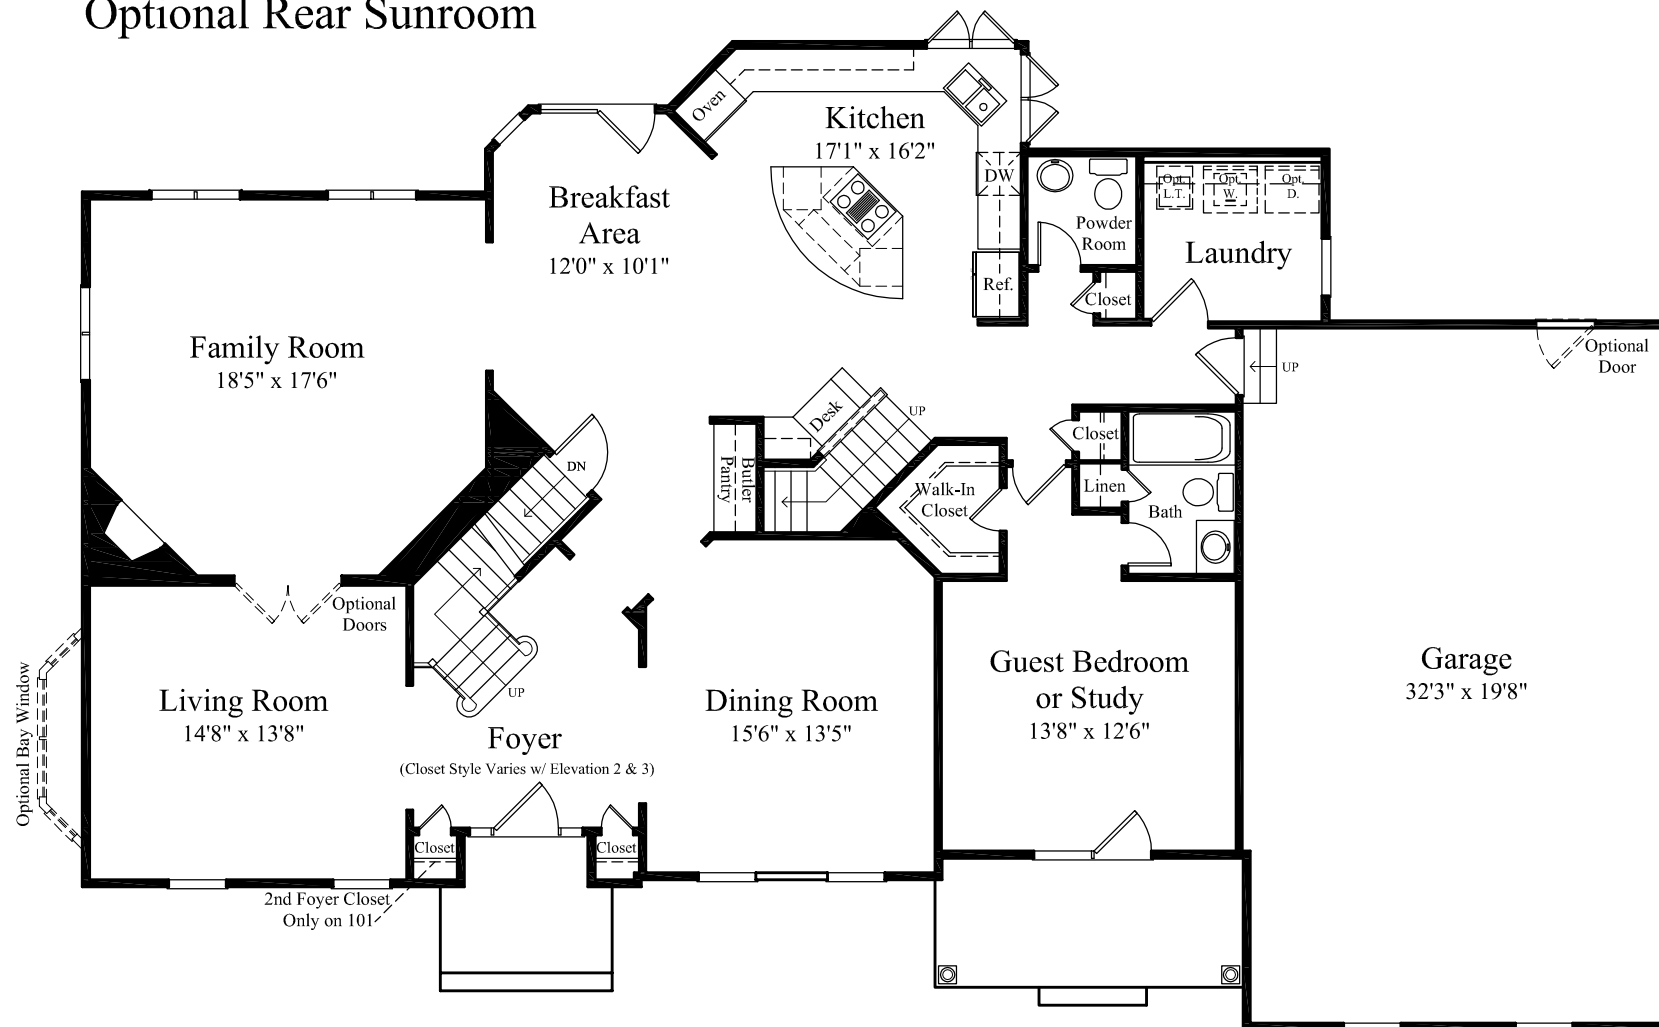 Optional Rear Sunroom
Oven
Kitchen
17'1" x 16'2"
DW
Breakfast
Area
12'0" x 10'1"
Powder
Room
Opt.
L.T.
Opt.
W.
Opt.
D.
Laundry
Ref.
Closet
Family Room
18'5" x 17'6"
Optional
Door
UP
Desk
UP
Closet
DN
Butler
Pantry
Walk-In
Closet
Linen
Bath
Optional
Doors
Optional Bay Window
Living Room
14'8" x 13'8"
UP
Foyer
(Closet Style Varies w/ Elevation 2 & 3)
Dining Room
15'6" x 13'5"
Guest Bedroom
or Study
13'8" x 12'6"
Garage
32'3" x 19'8"
Closet
Closet
2nd Foyer Closet
Only on 101